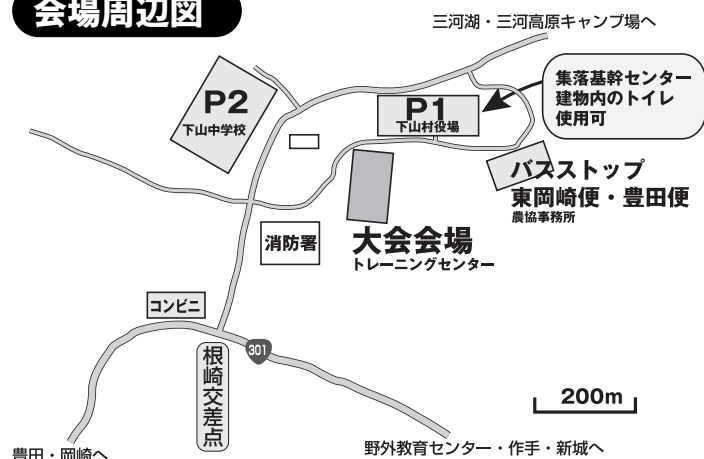 会場周辺図
三河湖・三河高原キャンプ場へ
P2
下山中学校
P1
下山村役場
集落基幹センター
建物内のトイレ
使用可
バスストップ
東岡崎便・豊田便
農協事務所
消防署
大会会場
トレーニングセンター
コンビニ
301
根崎交差点
200m
豊田・岡崎へ
野外教育センター・作手・新城へ